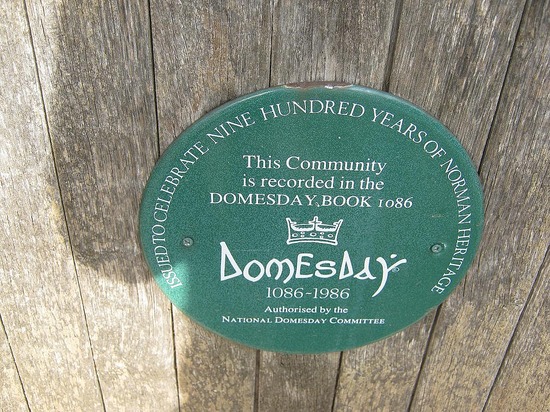 ISSUED TO CELEBRATE NINE HUNDRED YEARS OF NORMAN HERITAGE
This Community
is recorded in the
DOMESDAY, BOOK 1086
DOMESDAY®
1086-1986
Authorised by the
NATIONAL DOMESDAY COMMITTEE